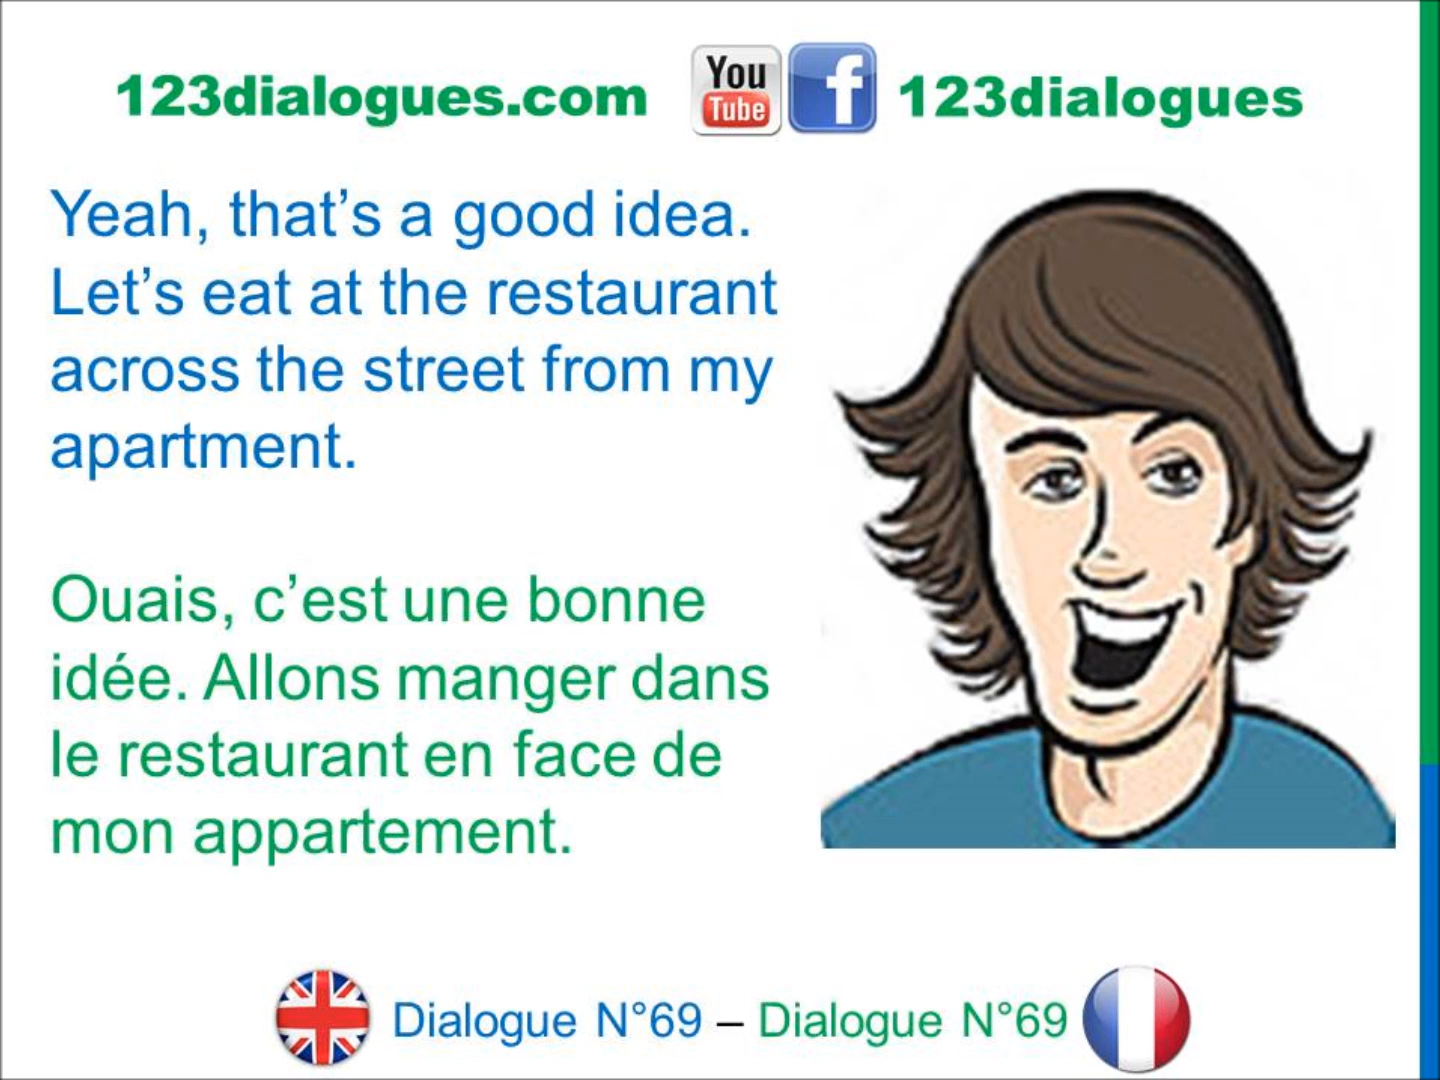 123dialogues.com You Tube f 123dialogues
Yeah, that’s a good idea.
Let’s eat at the restaurant
across the street from my
apartment.
Ouais, c’est une bonne
idée. Allons manger dans
le restaurant en face de
mon appartement.
Dialogue N°69 – Dialogue N°69